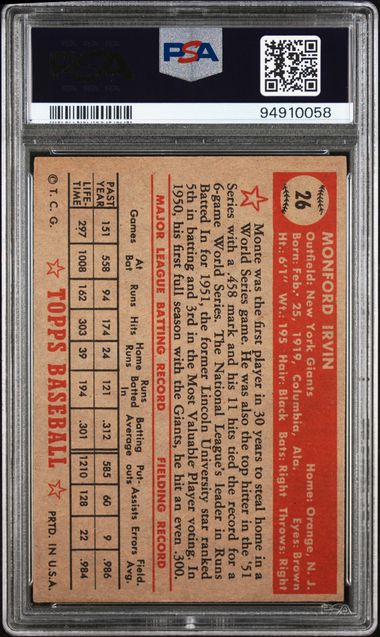 PSA
94910058
26
MONFORD IRVIN
Outfield: New York Giants Home: Orange, N. J.
Born: Feb. 25, 1919, Columbia, Ala. Eyes: Brown
Ht.: 6'1" Wt.: 195 Hair: Black Bats: Right Throws: Right
Monte was the first player in 30 years to steal home in a
World Series game. He was also the top hitter in the '51
Series with a .458 mark and his 11 hits tied the record for a
6-game World Series. The National League's leader in Runs
Batted In for 1951, the former Lincoln University star ranked
5th in batting and 3rd in the Most Valuable Player voting. In
1950, his first full season with the Giants, he hit an even .300.
MAJOR LEAGUE BATTING RECORD FIELDING RECORD
Games At Bat Runs Hits Home Runs Runs Batted In Batting Average Put-outs Assists Errors Field. Avg.
PAST YEAR 151 558 94 174 24 121 .312 585 60 9 .986
LIFE-TIME 297 1008 162 303 39 194 .301 1210 128 22 .984
© T. C. G. TOPPS BASEBALL PRTD. IN U.S.A.